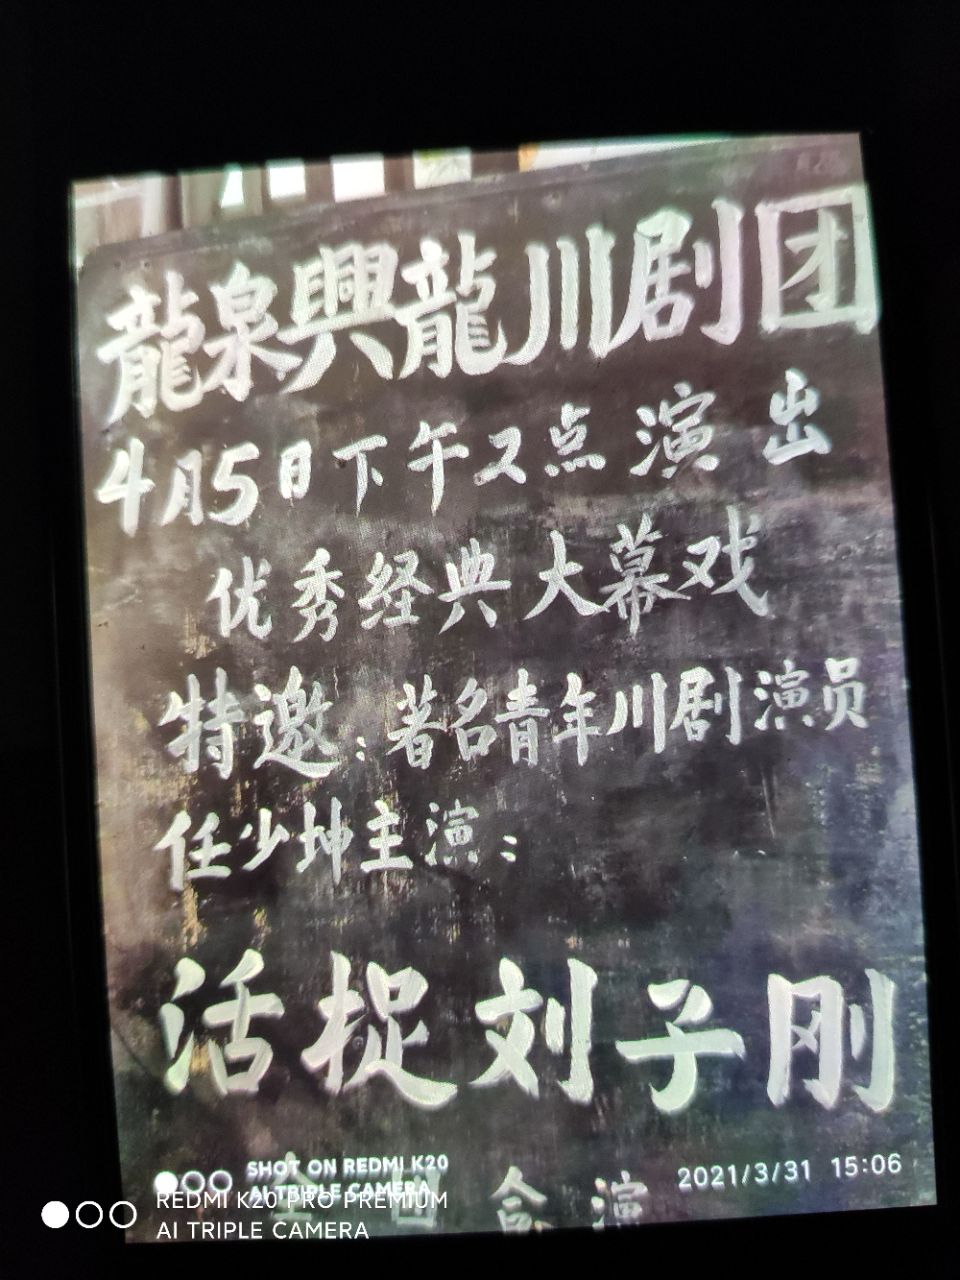 龍泉興龍川剧团
4月5日下午2点演出
优秀经典大幕戏
特邀：著名青年川剧演员
任少坤主演：
活捉刘子刚
合演
SHOT ON REDMI K20
AI TRIPLE CAMERA
2021/3/31 15:06
REDMI K20 PRO PREMIUM
AI TRIPLE CAMERA